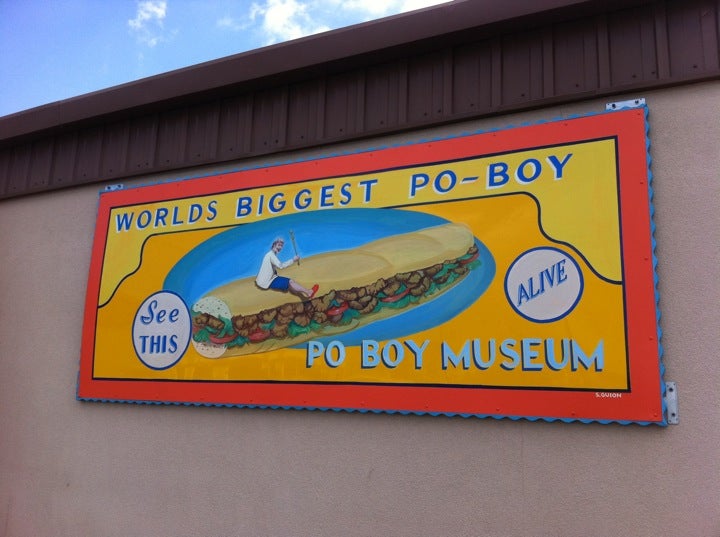 WORLDS BIGGEST PO-BOY
See
THIS
ALIVE
PO BOY MUSEUM
S.GUION